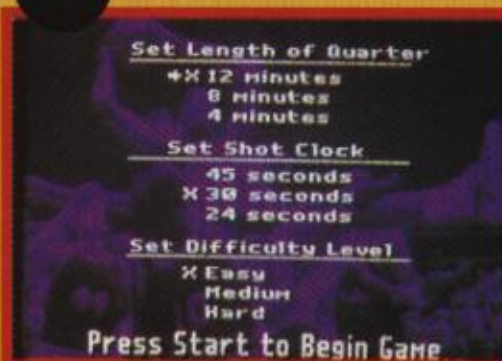 Set Length of Quarter
→X 12 Minutes
8 Minutes
4 Minutes
Set Shot Clock
45 seconds
X 30 seconds
24 seconds
Set Difficulty Level
X Easy
Medium
Hard
Press Start to Begin Game